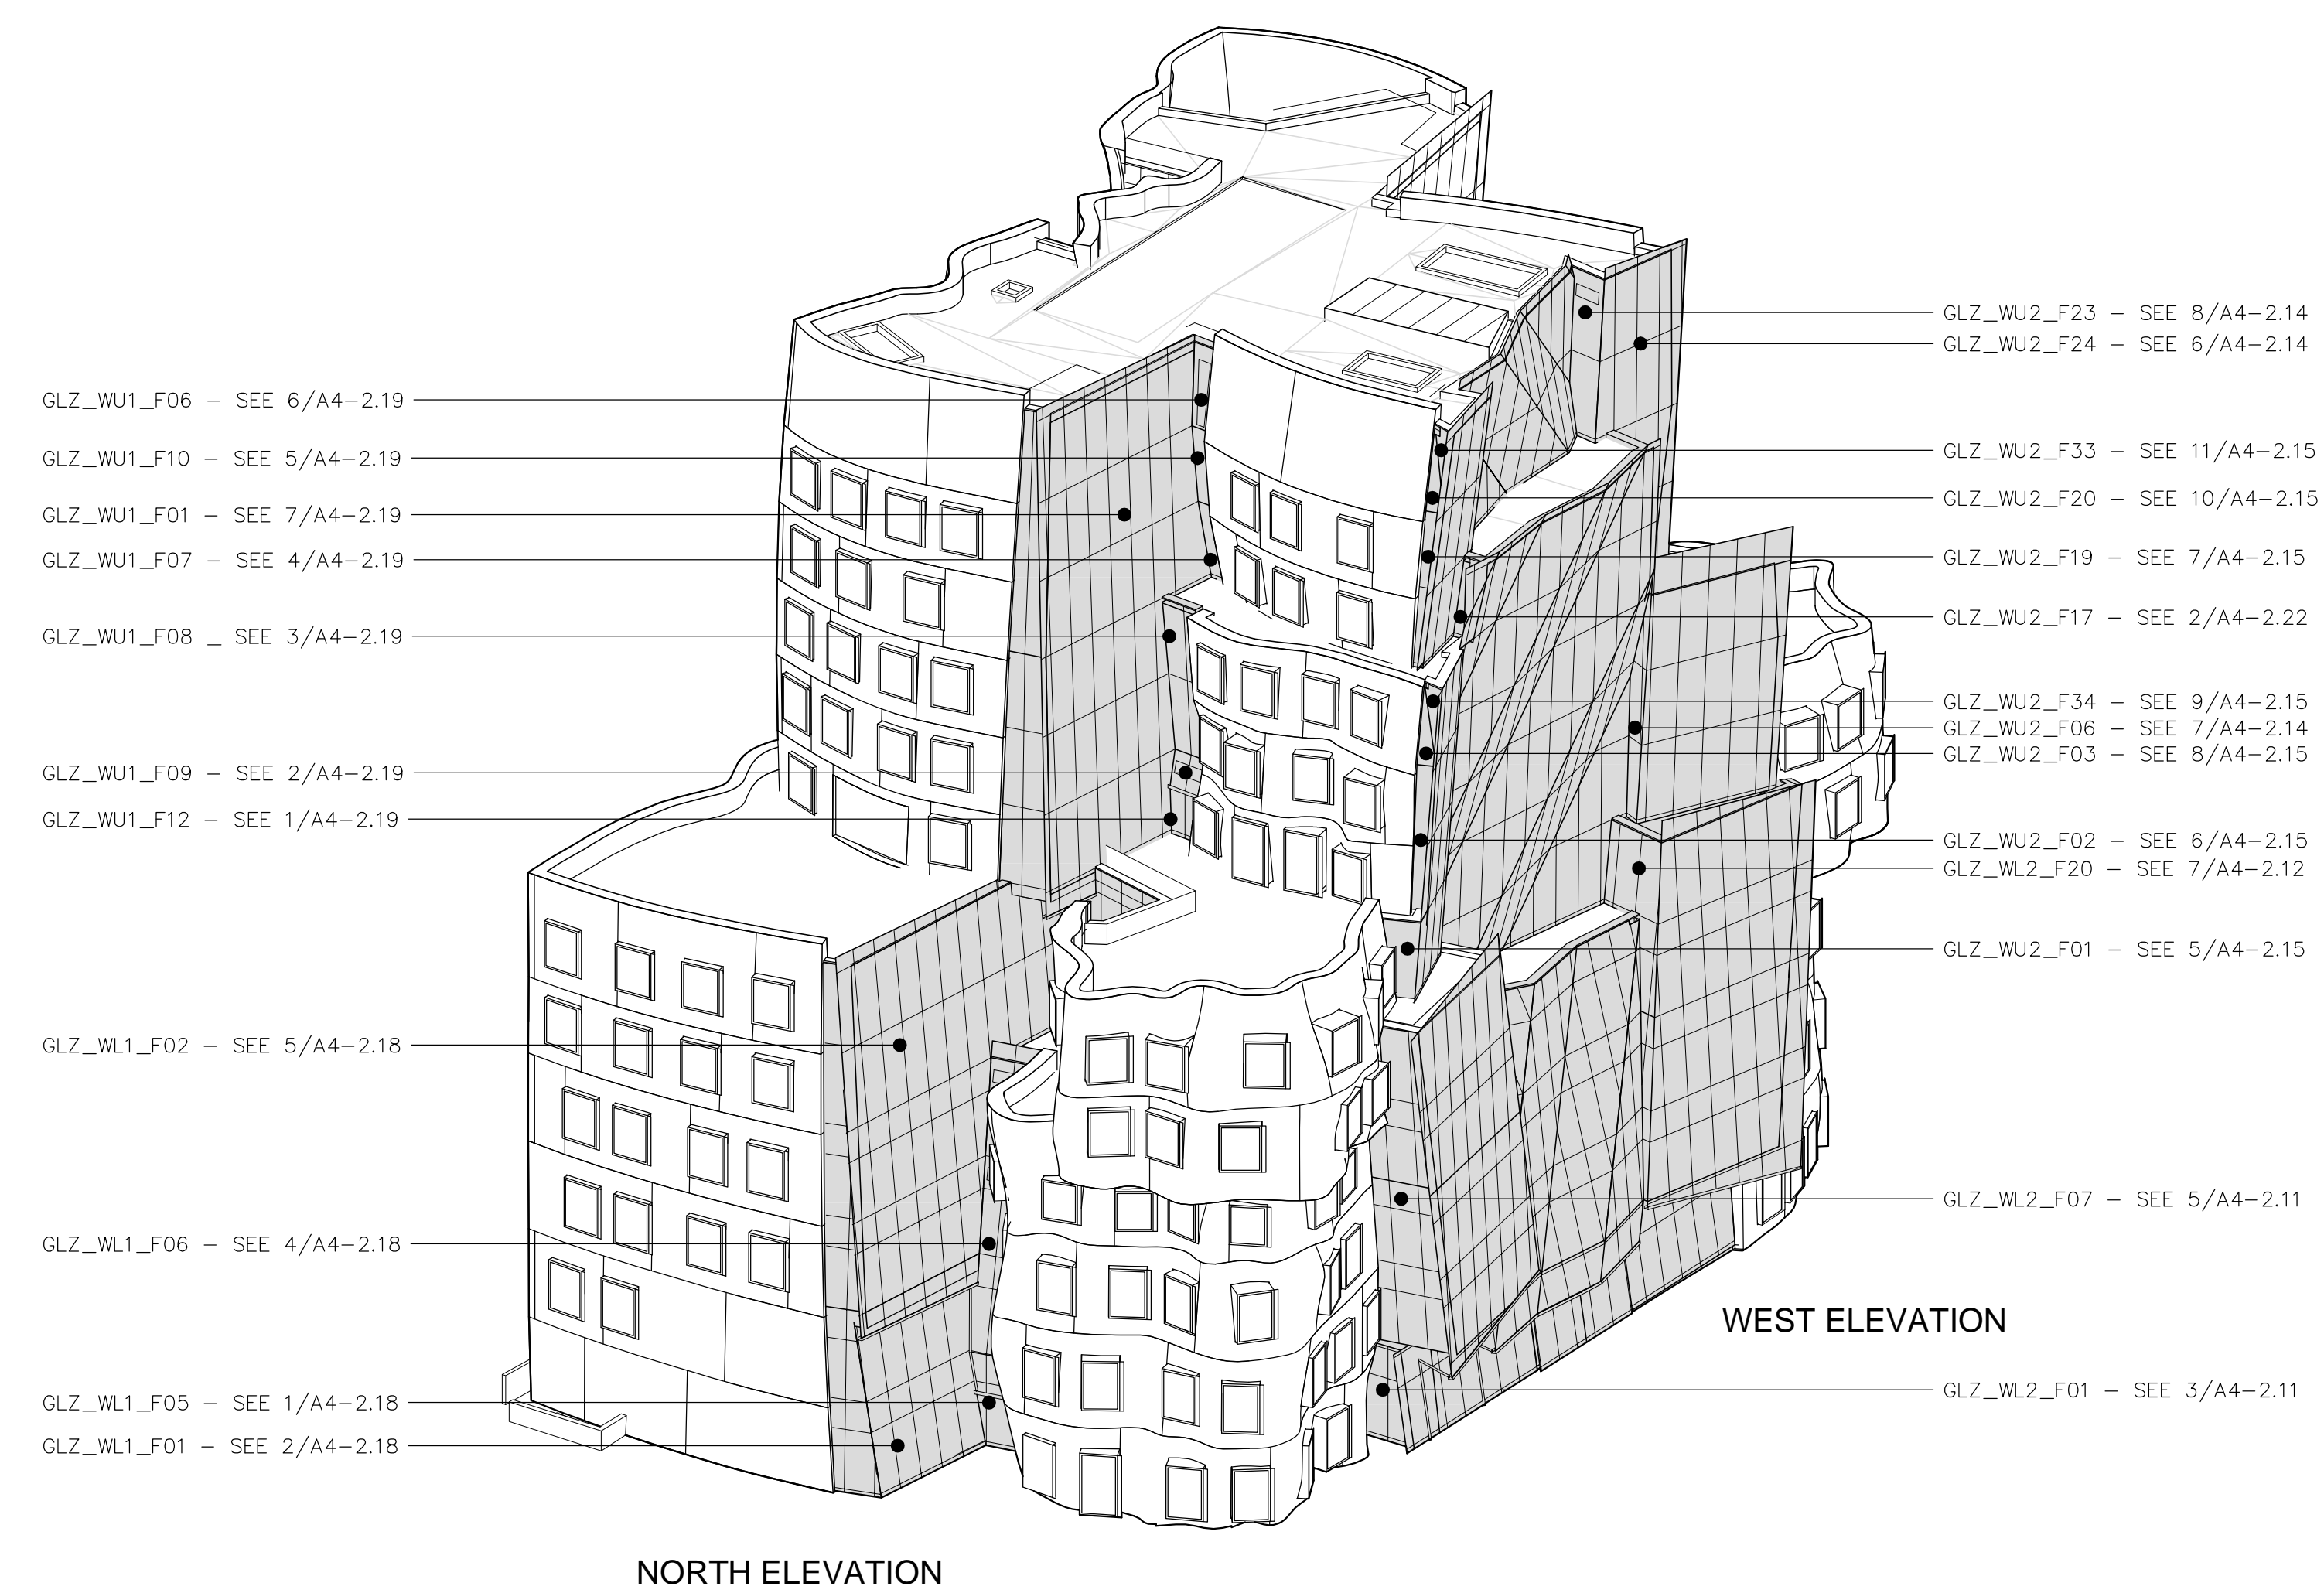 GLZ_WU1_F06 – SEE 6/A4–2.19
GLZ_WU1_F10 – SEE 5/A4–2.19
GLZ_WU1_F01 – SEE 7/A4–2.19
GLZ_WU1_F07 – SEE 4/A4–2.19
GLZ_WU1_F08 _ SEE 3/A4–2.19
GLZ_WU1_F09 – SEE 2/A4–2.19
GLZ_WU1_F12 – SEE 1/A4–2.19
GLZ_WL1_F02 – SEE 5/A4–2.18
GLZ_WL1_F06 – SEE 4/A4–2.18
GLZ_WL1_F05 – SEE 1/A4–2.18
GLZ_WL1_F01 – SEE 2/A4–2.18
GLZ_WU2_F23 – SEE 8/A4–2.14
GLZ_WU2_F24 – SEE 6/A4–2.14
GLZ_WU2_F33 – SEE 11/A4–2.15
GLZ_WU2_F20 – SEE 10/A4–2.15
GLZ_WU2_F19 – SEE 7/A4–2.15
GLZ_WU2_F17 – SEE 2/A4–2.22
GLZ_WU2_F34 – SEE 9/A4–2.15
GLZ_WU2_F06 – SEE 7/A4–2.14
GLZ_WU2_F03 – SEE 8/A4–2.15
GLZ_WU2_F02 – SEE 6/A4–2.15
GLZ_WL2_F20 – SEE 7/A4–2.12
GLZ_WU2_F01 – SEE 5/A4–2.15
GLZ_WL2_F07 – SEE 5/A4–2.11
GLZ_WL2_F01 – SEE 3/A4–2.11
WEST ELEVATION
NORTH ELEVATION